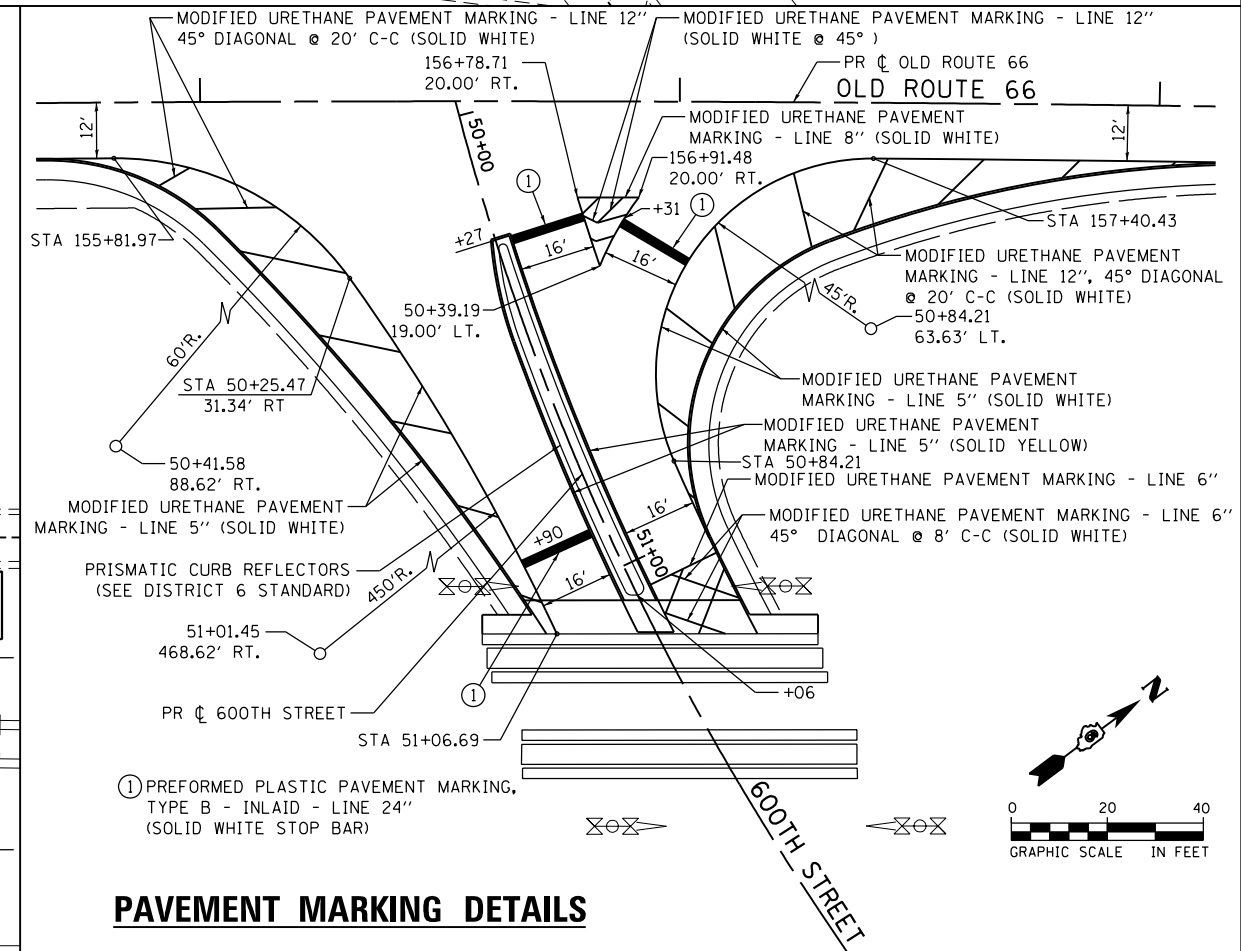 MODIFIED URETHANE PAVEMENT MARKING - LINE 12''
45° DIAGONAL @ 20' C-C (SOLID WHITE)
MODIFIED URETHANE PAVEMENT MARKING - LINE 12''
(SOLID WHITE @ 45° )
156+78.71
20.00' RT.
PR ℄ OLD ROUTE 66
OLD ROUTE 66
12'
50+00
MODIFIED URETHANE PAVEMENT
MARKING - LINE 8'' (SOLID WHITE)
12'
156+91.48
20.00' RT.
1
+31
1
STA 155+81.97
+27
16'
16'
STA 157+40.43
MODIFIED URETHANE PAVEMENT
MARKING - LINE 12'', 45° DIAGONAL
@ 20' C-C (SOLID WHITE)
45'R.
50+39.19
19.00' LT.
50+84.21
63.63' LT.
60'R.
STA 50+25.47
31.34' RT
MODIFIED URETHANE PAVEMENT
MARKING - LINE 5'' (SOLID WHITE)
MODIFIED URETHANE PAVEMENT
MARKING - LINE 5'' (SOLID YELLOW)
50+41.58
88.62' RT.
STA 50+84.21
MODIFIED URETHANE PAVEMENT MARKING - LINE 6''
MODIFIED URETHANE PAVEMENT
MARKING - LINE 5'' (SOLID WHITE)
16'
MODIFIED URETHANE PAVEMENT MARKING - LINE 6''
45° DIAGONAL @ 8' C-C (SOLID WHITE)
+90
51+00
PRISMATIC CURB REFLECTORS
(SEE DISTRICT 6 STANDARD)
450'R.
16'
51+01.45
468.62' RT.
1
+06
PR ℄ 600TH STREET
STA 51+06.69
N
1 PREFORMED PLASTIC PAVEMENT MARKING,
TYPE B - INLAID - LINE 24''
(SOLID WHITE STOP BAR)
600TH STREET
0 20 40
GRAPHIC SCALE IN FEET
PAVEMENT MARKING DETAILS